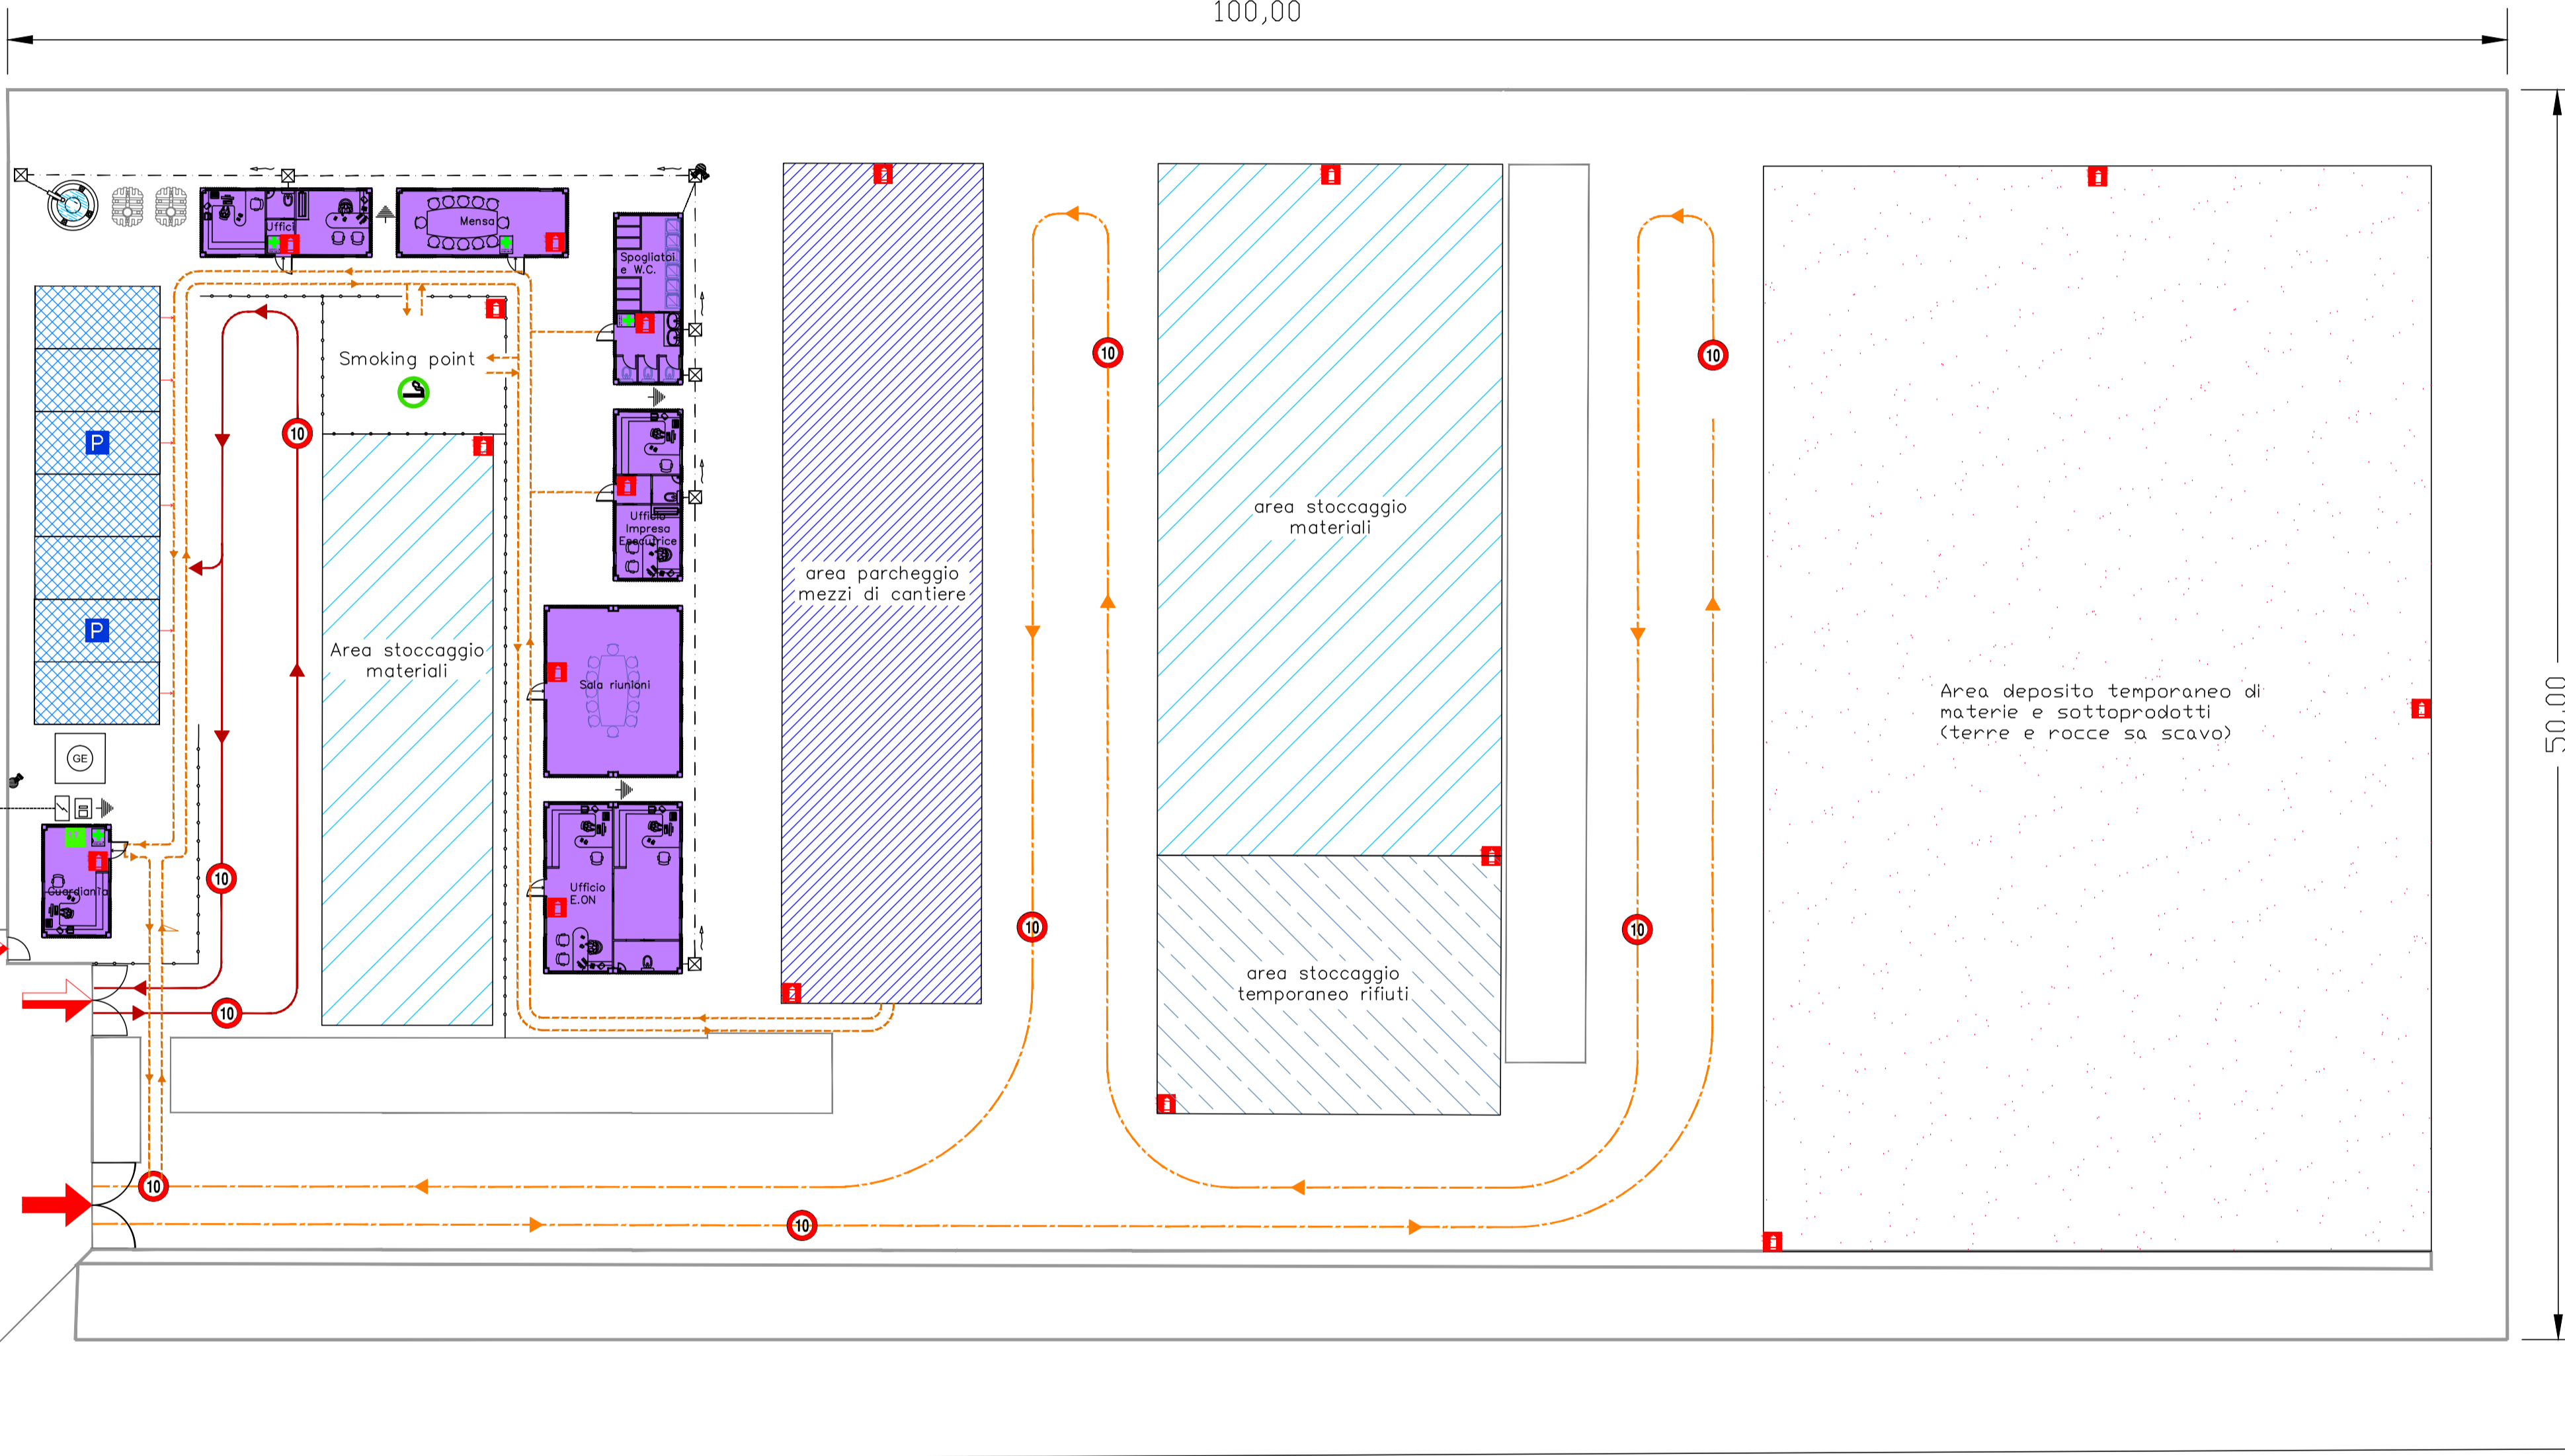 100,00
50,00
Uffici
Mensa
Spogliatoi
e W.C.
Smoking point
10
10
10
P
area stoccaggio
materiali
Ufficio
Impresa
Esecutrice
area parcheggio
mezzi di cantiere
P
Area stoccaggio
materiali
Sala riunioni
Area deposito temporaneo di
materie e sottoprodotti
(terre e rocce sa scavo)
GE
Guardiania
10
Ufficio
E.ON
10
10
area stoccaggio
temporaneo rifiuti
10
10
10